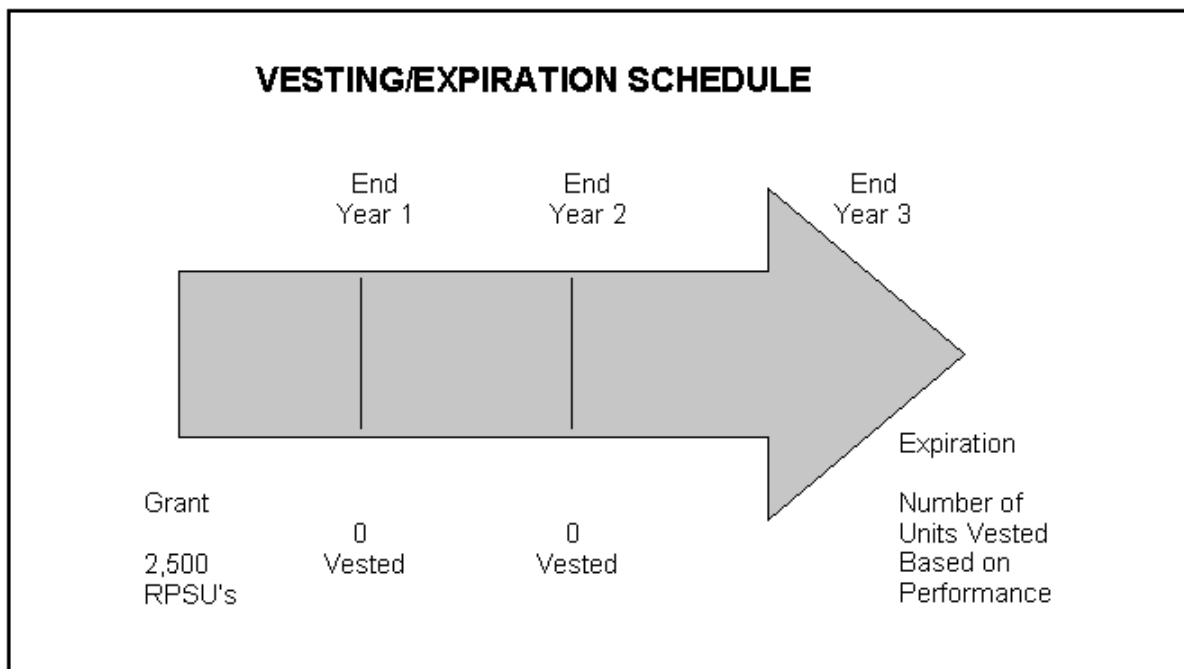 VESTING/EXPIRATION SCHEDULE
End
Year 1
End
Year 2
End
Year 3
Grant
2,500
RPSU's
0
Vested
0
Vested
Expiration
Number of
Units Vested
Based on
Performance